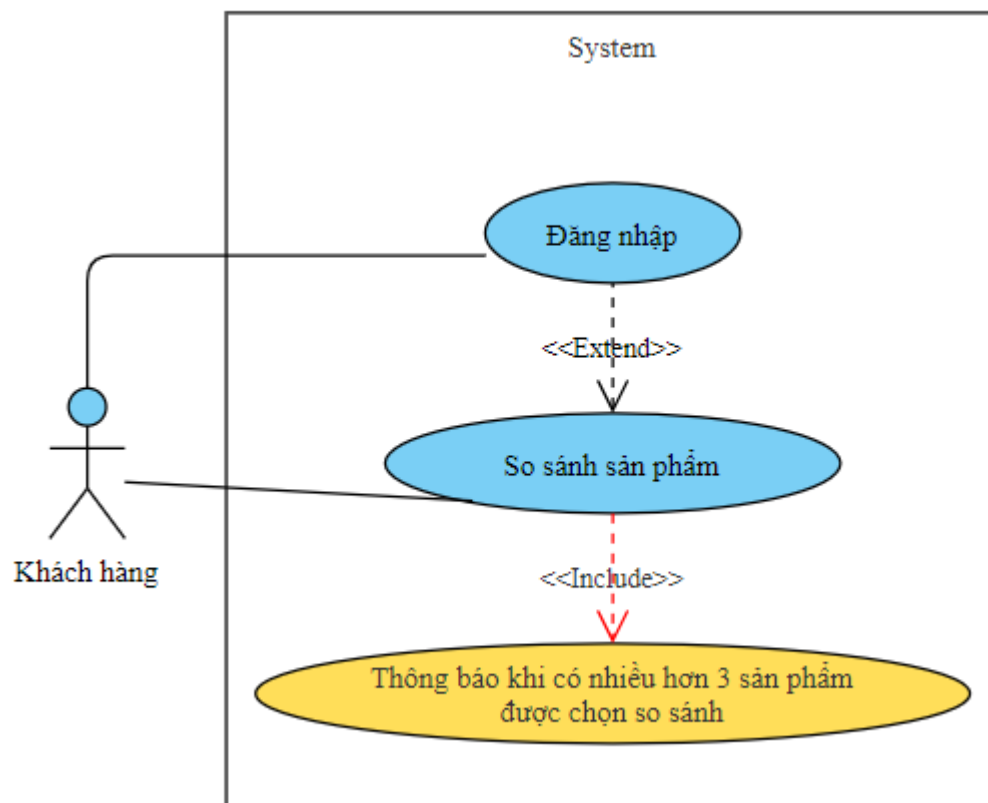 System
Đăng nhập
<<Extend>>
So sánh sản phẩm
Khách hàng
<<Include>>
Thông báo khi có nhiều hơn 3 sản phẩm
được chọn so sánh